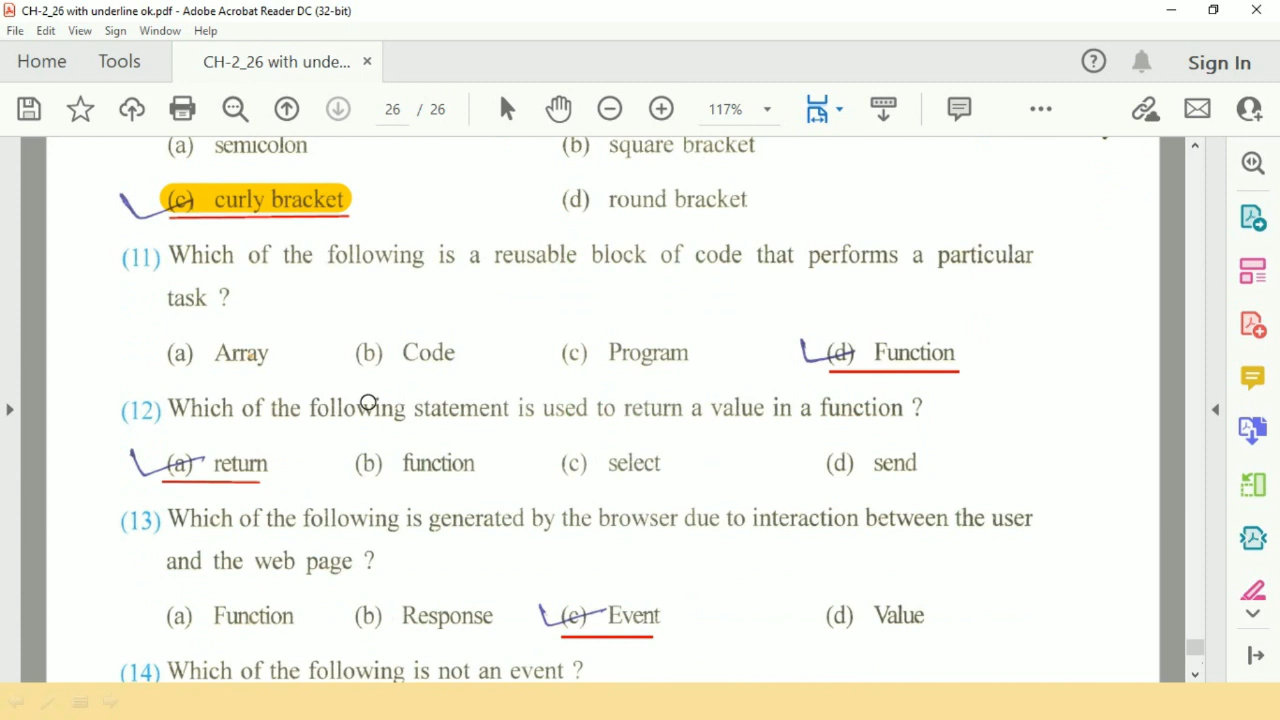 CH-2_26 with underline ok.pdf - Adobe Acrobat Reader DC (32-bit)
File Edit View Sign Window Help
Home Tools CH-2_26 with unde... × Sign In
26 / 26 117%
(a) semicolon (b) square bracket
(c) curly bracket (d) round bracket
(11) Which of the following is a reusable block of code that performs a particular
task ?
(a) Array (b) Code (c) Program (d) Function
(12) Which of the following statement is used to return a value in a function ?
(a) return (b) function (c) select (d) send
(13) Which of the following is generated by the browser due to interaction between the user
and the web page ?
(a) Function (b) Response (c) Event (d) Value
(14) Which of the following is not an event ?